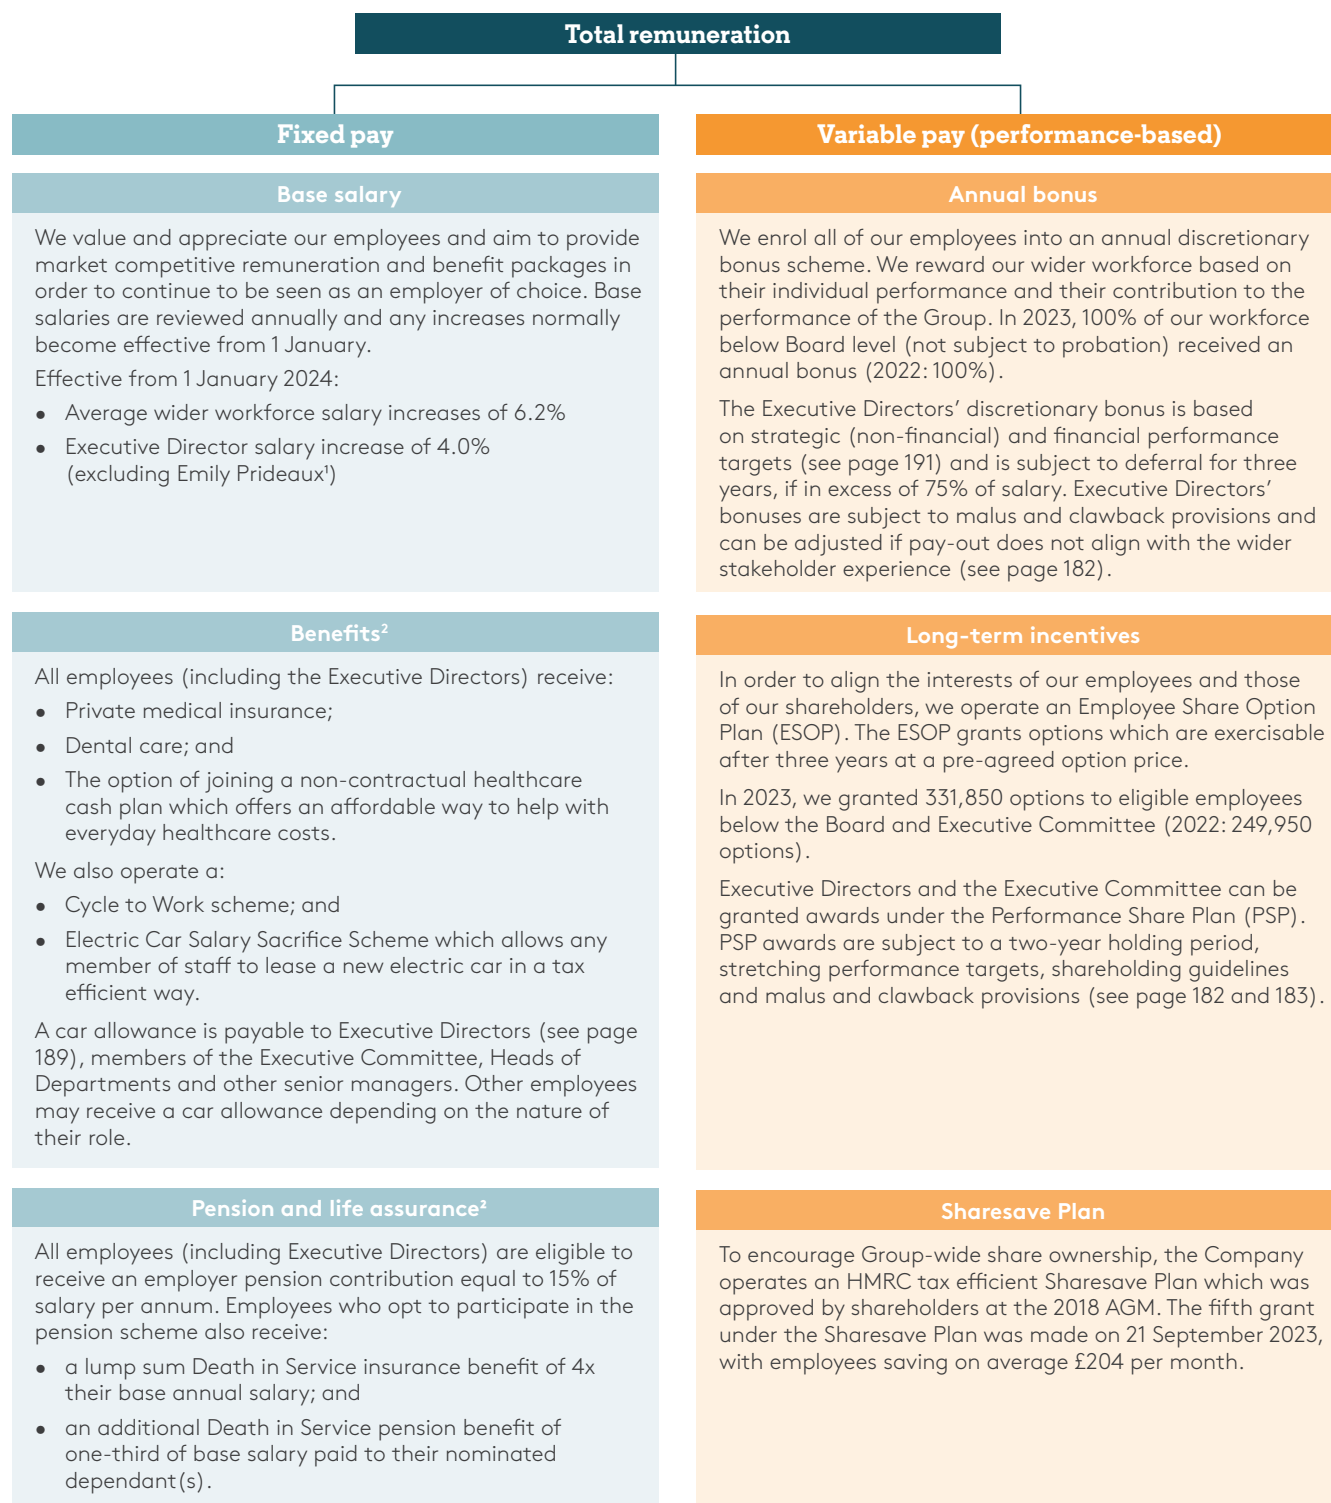 Total remuneration
Fixed pay
Base salary
We value and appreciate our employees and aim to provide
market competitive remuneration and benefit packages in
order to continue to be seen as an employer of choice. Base
salaries are reviewed annually and any increases normally
become effective from 1 January.
Effective from 1 January 2024:
● Average wider workforce salary increases of 6.2%
● Executive Director salary increase of 4.0%
(excluding Emily Prideaux¹)
Benefits²
All employees (including the Executive Directors) receive:
● Private medical insurance;
● Dental care; and
● The option of joining a non-contractual healthcare
cash plan which offers an affordable way to help with
everyday healthcare costs.
We also operate a:
● Cycle to Work scheme; and
● Electric Car Salary Sacrifice Scheme which allows any
member of staff to lease a new electric car in a tax
efficient way.
A car allowance is payable to Executive Directors (see page
189), members of the Executive Committee, Heads of
Departments and other senior managers. Other employees
may receive a car allowance depending on the nature of
their role.
Pension and life assurance²
All employees (including Executive Directors) are eligible to
receive an employer pension contribution equal to 15% of
salary per annum. Employees who opt to participate in the
pension scheme also receive:
● a lump sum Death in Service insurance benefit of 4x
their base annual salary; and
● an additional Death in Service pension benefit of
one-third of base salary paid to their nominated
dependant(s).
Variable pay (performance-based)
Annual bonus
We enrol all of our employees into an annual discretionary
bonus scheme. We reward our wider workforce based on
their individual performance and their contribution to the
performance of the Group. In 2023, 100% of our workforce
below Board level (not subject to probation) received an
annual bonus (2022: 100%).
The Executive Directors’ discretionary bonus is based
on strategic (non-financial) and financial performance
targets (see page 191) and is subject to deferral for three
years, if in excess of 75% of salary. Executive Directors’
bonuses are subject to malus and clawback provisions and
can be adjusted if pay-out does not align with the wider
stakeholder experience (see page 182).
Long-term incentives
In order to align the interests of our employees and those
of our shareholders, we operate an Employee Share Option
Plan (ESOP). The ESOP grants options which are exercisable
after three years at a pre-agreed option price.
In 2023, we granted 331,850 options to eligible employees
below the Board and Executive Committee (2022: 249,950
options).
Executive Directors and the Executive Committee can be
granted awards under the Performance Share Plan (PSP).
PSP awards are subject to a two-year holding period,
stretching performance targets, shareholding guidelines
and malus and clawback provisions (see page 182 and 183).
Sharesave Plan
To encourage Group-wide share ownership, the Company
operates an HMRC tax efficient Sharesave Plan which was
approved by shareholders at the 2018 AGM. The fifth grant
under the Sharesave Plan was made on 21 September 2023,
with employees saving on average £204 per month.